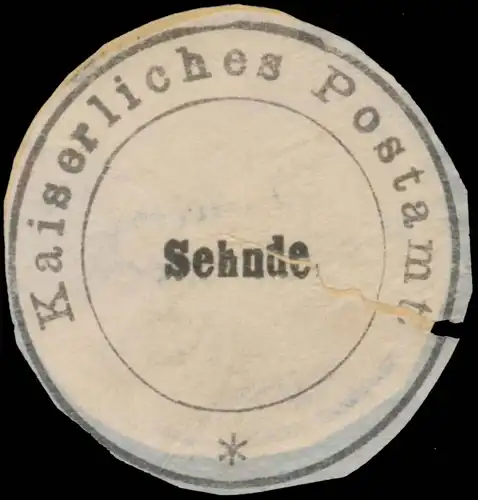 Kaiserliches Postamt
Sehnde
*